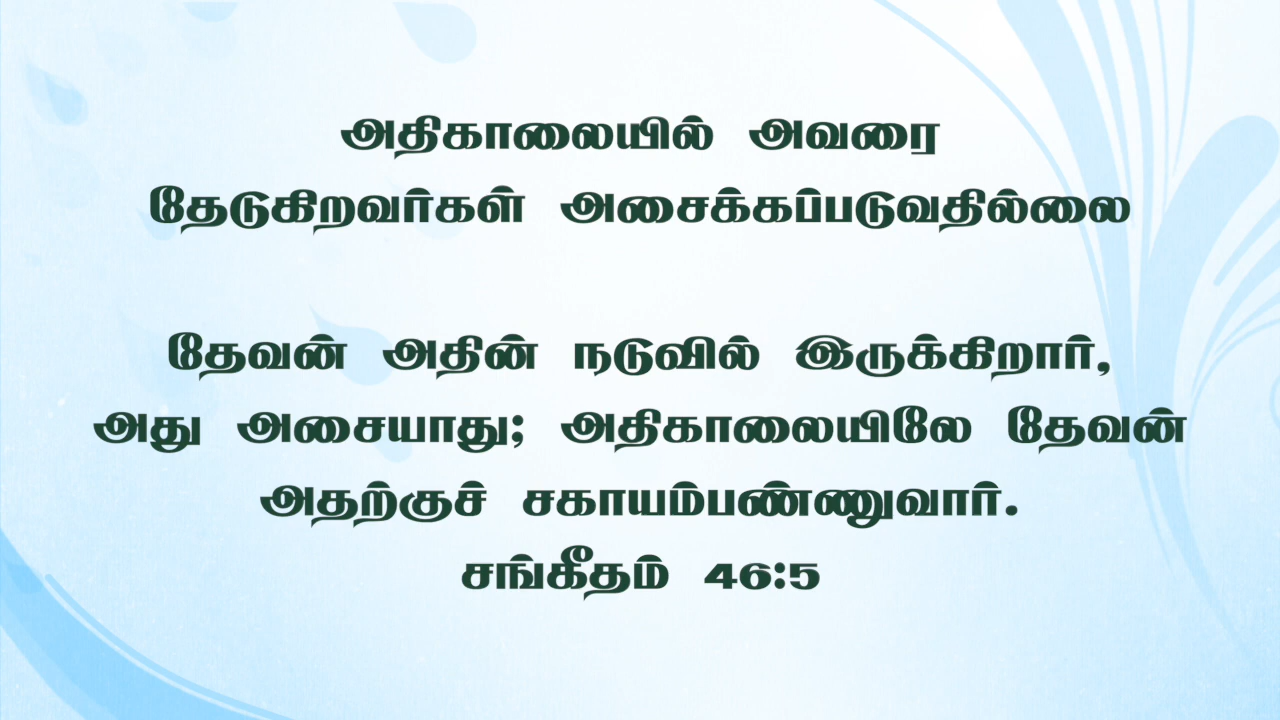 அதிகாலையில் அவரை
தேடுகிறவர்கள் அசைக்கப்படுவதில்லை
தேவன் அதின் நடுவில் இருக்கிறார்,
அது அசையாது; அதிகாலையிலே தேவன்
அதற்குச் சகாயம்பண்ணுவார்.
சங்கீதம் 46:5